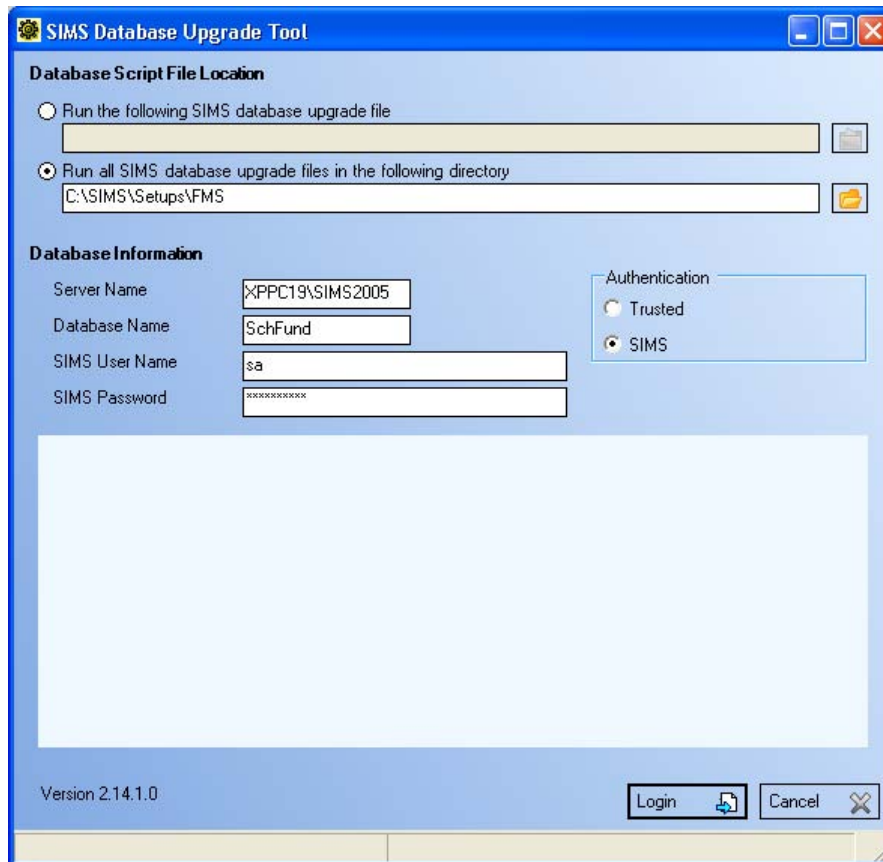 SIMS Database Upgrade Tool
Database Script File Location
Run the following SIMS database upgrade file
Run all SIMS database upgrade files in the following directory
C:\SIMS\Setups\FMS
Database Information
Server Name XPPC19\SIMS2005
Database Name SchFund
SIMS User Name sa
SIMS Password **********
Authentication
Trusted
SIMS
Version 2.14.1.0
Login Cancel